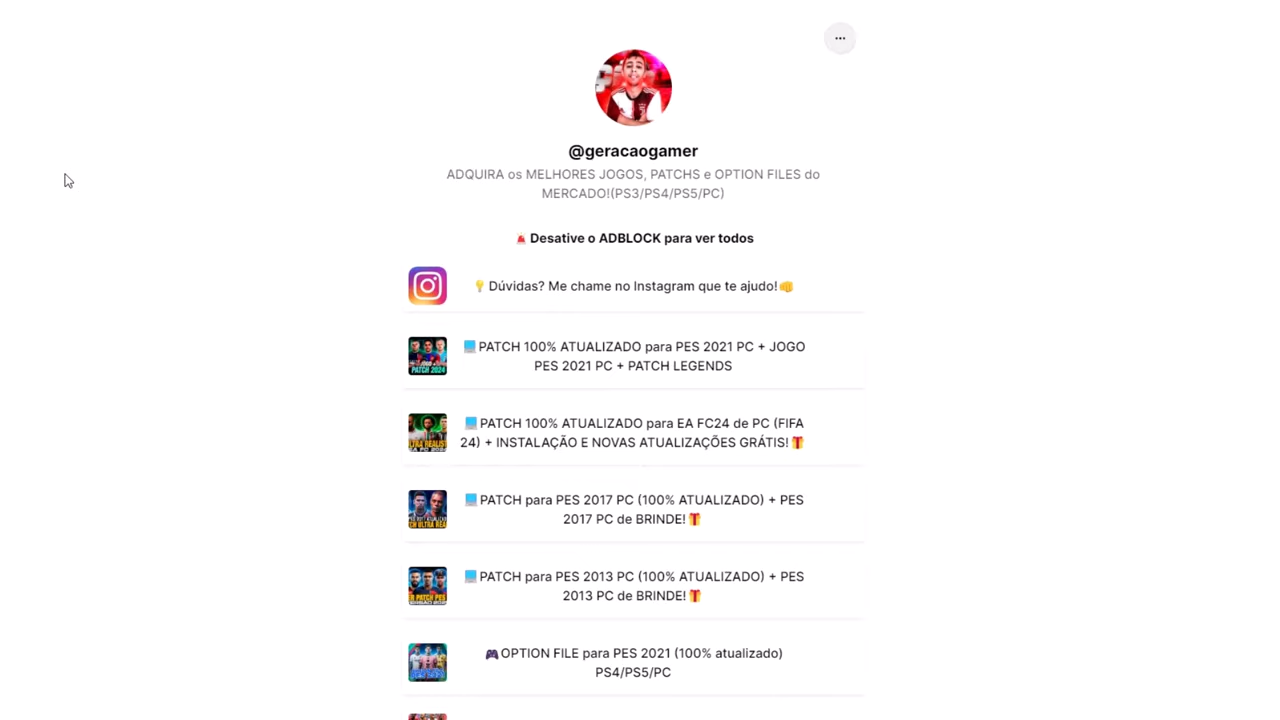 @geracaogamer
ADQUIRA os MELHORES JOGOS, PATCHS e OPTION FILES do
MERCADO!(PS3/PS4/PS5/PC)
🚨 Desative o ADBLOCK para ver todos
💡 Dúvidas? Me chame no Instagram que te ajudo!👊
💻PATCH 100% ATUALIZADO para PES 2021 PC + JOGO
PES 2021 PC + PATCH LEGENDS
💻PATCH 100% ATUALIZADO para EA FC24 de PC (FIFA
24) + INSTALAÇÃO E NOVAS ATUALIZAÇÕES GRÁTIS!🎁
💻PATCH para PES 2017 PC (100% ATUALIZADO) + PES
2017 PC de BRINDE!🎁
💻PATCH para PES 2013 PC (100% ATUALIZADO) + PES
2013 PC de BRINDE!🎁
🎮OPTION FILE para PES 2021 (100% atualizado)
PS4/PS5/PC